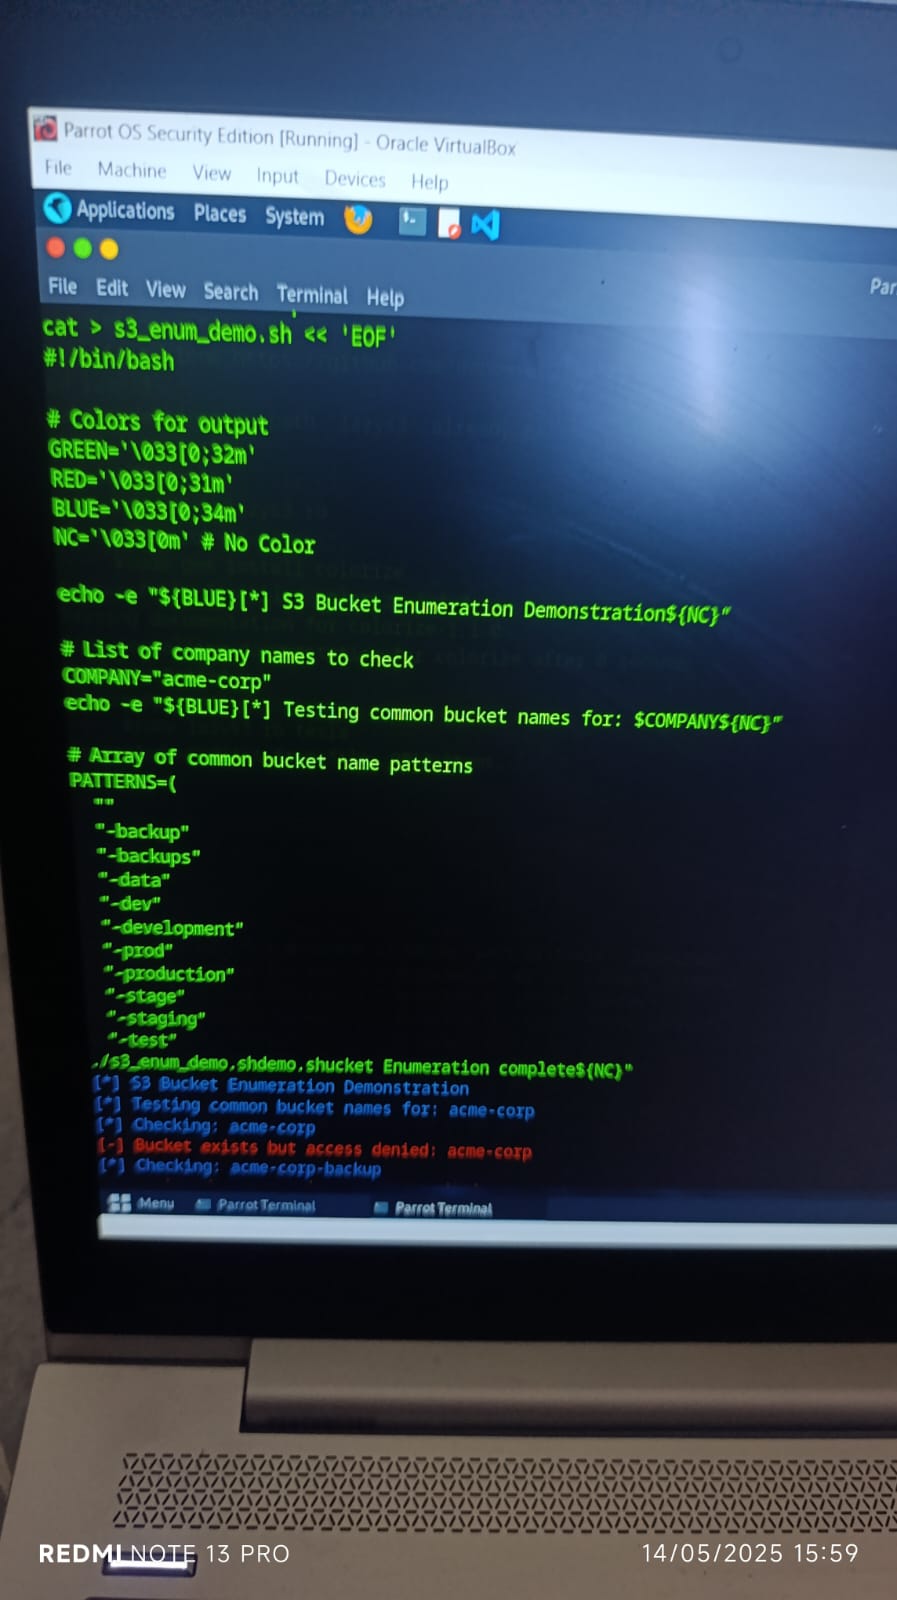 Parrot OS Security Edition [Running] - Oracle VirtualBox
File Machine View Input Devices Help
Applications Places System
Par
File Edit View Search Terminal Help
cat > s3_enum_demo.sh << 'EOF'
#!/bin/bash
# Colors for output
GREEN='\033[0;32m'
RED='\033[0;31m'
BLUE='\033[0;34m'
NC='\033[0m' # No Color
echo -e "${BLUE}[*] S3 Bucket Enumeration Demonstration${NC}"
# List of company names to check
COMPANY="acme-corp"
echo -e "${BLUE}[*] Testing common bucket names for: $COMPANY${NC}"
# Array of common bucket name patterns
PATTERNS=(
""
"-backup"
"-backups"
"-data"
"-dev"
"-development"
"-prod"
"-production"
"-stage"
"-staging"
"-test"
./s3_enum_demo.shdemo.shucket Enumeration complete${NC}"
[*] S3 Bucket Enumeration Demonstration
[*] Testing common bucket names for: acme-corp
[*] Checking: acme-corp
[-] Bucket exists but access denied: acme-corp
[*] Checking: acme-corp-backup
Menu Parrot Terminal Parrot Terminal
REDMI NOTE 13 PRO
14/05/2025 15:59